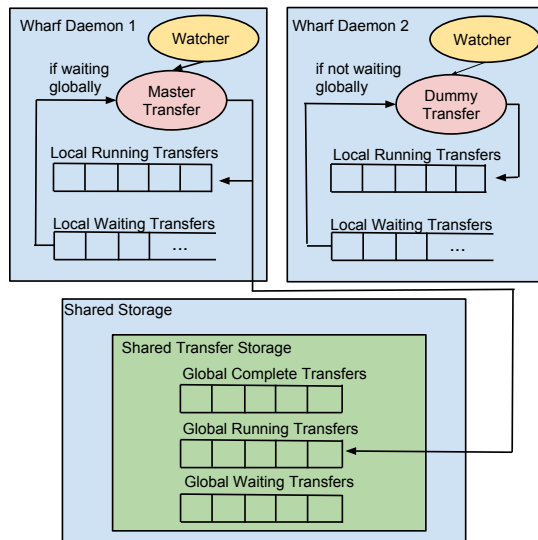 Wharf Daemon 1
Watcher
if waiting
globally
Master
Transfer
Local Running Transfers
Local Waiting Transfers
...
Wharf Daemon 2
Watcher
if not waiting
globally
Dummy
Transfer
Local Running Transfers
Local Waiting Transfers
...
Shared Storage
Shared Transfer Storage
Global Complete Transfers
Global Running Transfers
Global Waiting Transfers